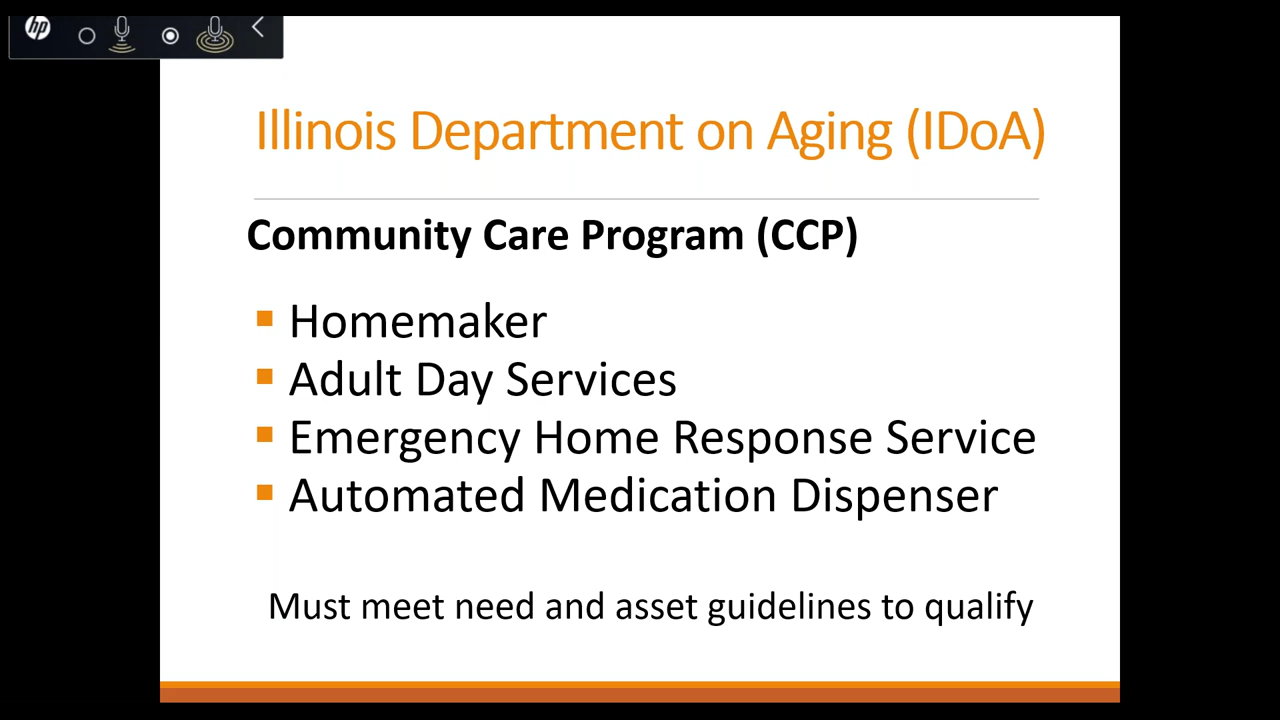 hp
Illinois Department on Aging (IDoA)
Community Care Program (CCP)
Homemaker
Adult Day Services
Emergency Home Response Service
Automated Medication Dispenser
Must meet need and asset guidelines to qualify